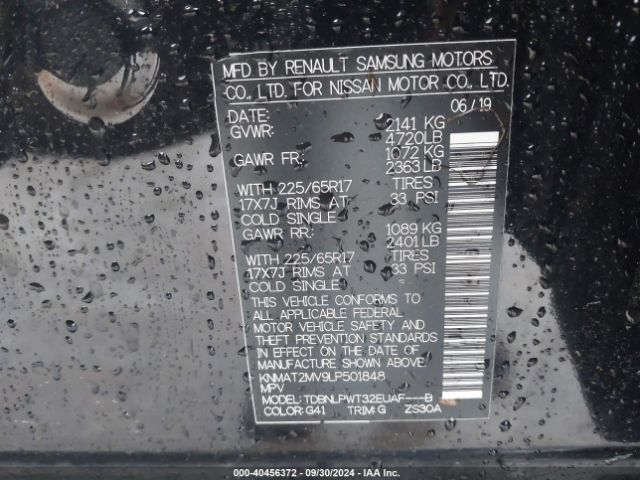 MFD BY RENAULT SAMSUNG MOTORS
CO., LTD. FOR NISSAN MOTOR CO., LTD.
DATE: 06/19
GVWR: 2141 KG
4720LB
GAWR FR: 1072 KG
2363LB
WITH 225/65R17 TIRES
17X7J RIMS AT 33 PSI
COLD SINGLE
GAWR RR: 1089 KG
2401LB
WITH 225/65R17 TIRES
17X7J RIMS AT 33 PSI
COLD SINGLE
THIS VEHICLE CONFORMS TO
ALL APPLICABLE FEDERAL
MOTOR VEHICLE SAFETY AND
THEFT PREVENTION STANDARDS
IN EFFECT ON THE DATE OF
MANUFACTURE SHOWN ABOVE.
KNMAT2MV9LP501848
MPV
MODEL: TDBNLPWT32EUAF---B
COLOR: G41 TRIM: G ZS30A
000-40456372 - 09/30/2024 - IAA Inc.